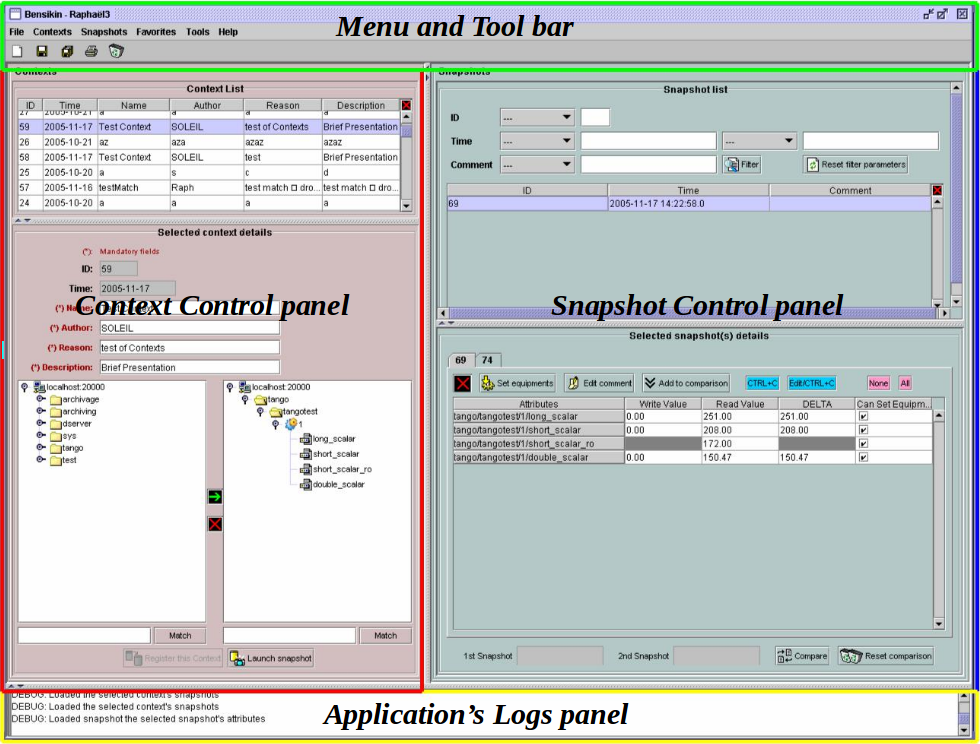 Bensikin - Raphaël3
File Contexts Snapshots Favorites Tools Help
Menu and Tool bar
Contexts
Context List
ID Time Name Author Reason Description
27 2005-10-21 a a a a
59 2005-11-17 Test Context SOLEIL test of Contexts Brief Presentation
26 2005-10-21 az aza azaz azaz
58 2005-11-17 Test Context SOLEIL test Brief Presentation
25 2005-10-20 a s c d
57 2005-11-16 testMatch Raph test match □ dro... test match □ dro...
24 2005-10-20 a a a a
Selected context details
(*): Mandatory fields
ID: 59
Time: 2005-11-17
(*) Name:
Context Control panel
(*) Author: SOLEIL
(*) Reason: test of Contexts
(*) Description: Brief Presentation
localhost:20000
archivage
archiving
dserver
sys
tango
test
localhost:20000
tango
tangotest
1
long_scalar
short_scalar
short_scalar_ro
double_scalar
Match Match
Register this Context Launch snapshot
Snapshots
Snapshot list
ID ---
Time --- ---
Comment --- Filter Reset filter parameters
ID Time Comment
69 2005-11-17 14:22:58.0
Snapshot Control panel
Selected snapshot(s) details
69 74
Set equipments Edit comment Add to comparison CTRL+C Edit/CTRL+C None All
Attributes Write Value Read Value DELTA Can Set Equipm...
tango/tangotest/1/long_scalar 0.00 251.00 251.00
tango/tangotest/1/short_scalar 0.00 208.00 208.00
tango/tangotest/1/short_scalar_ro 172.00
tango/tangotest/1/double_scalar 0.00 150.47 150.47
1st Snapshot 2nd Snapshot Compare Reset comparison
DEBUG: Loaded the selected context's snapshots
DEBUG: Loaded the selected context's snapshots
DEBUG: Loaded snapshot the selected snapshot's attributes
Application’s Logs panel